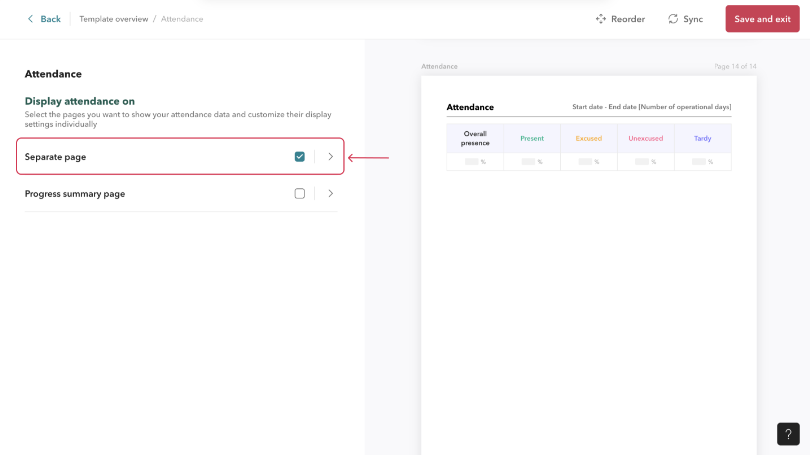 Back
Template overview / Attendance
Reorder
Sync
Save and exit
Attendance
Display attendance on
Select the pages you want to show your attendance data and customize their display
settings individually
Separate page
Progress summary page
Attendance
Page 14 of 14
Attendance
Start date - End date [Number of operational days]
Overall
presence
Present
Excused
Unexcused
Tardy
%
%
%
%
%
?